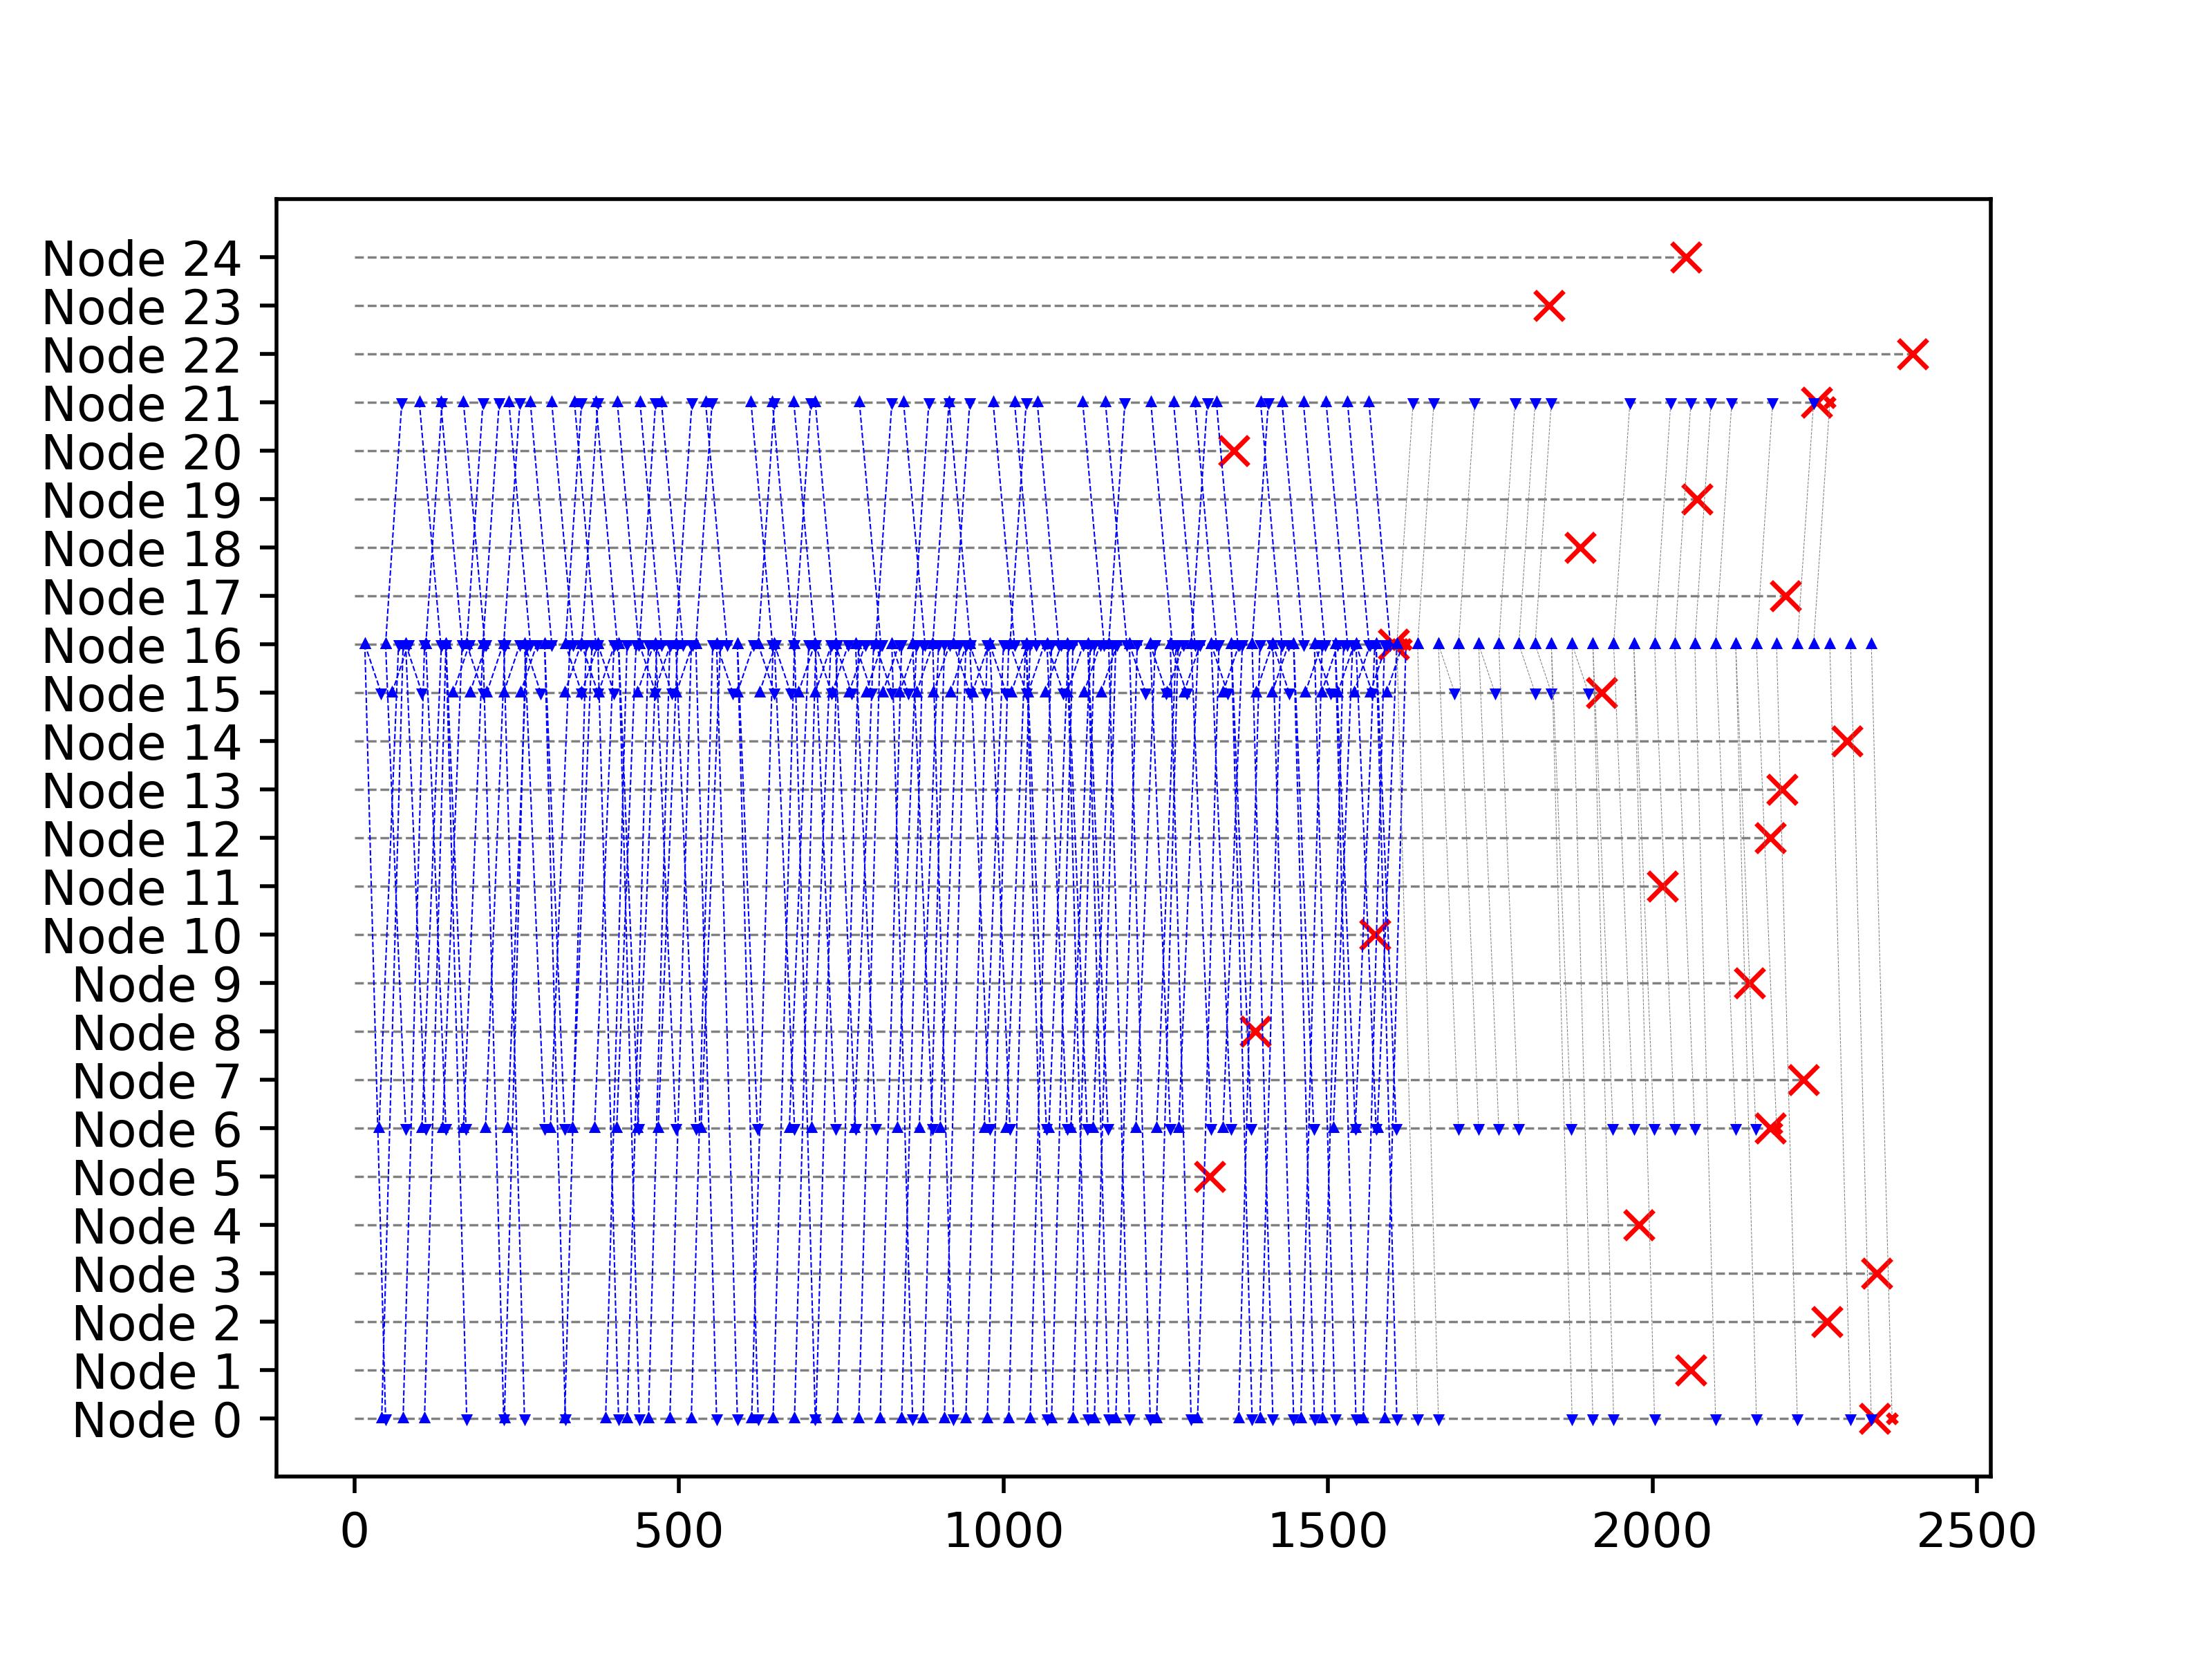 Node 24
Node 23
Node 22
Node 21
Node 20
Node 19
Node 18
Node 17
Node 16
Node 15
Node 14
Node 13
Node 12
Node 11
Node 10
Node 9
Node 8
Node 7
Node 6
Node 5
Node 4
Node 3
Node 2
Node 1
Node 0
0 500 1000 1500 2000 2500